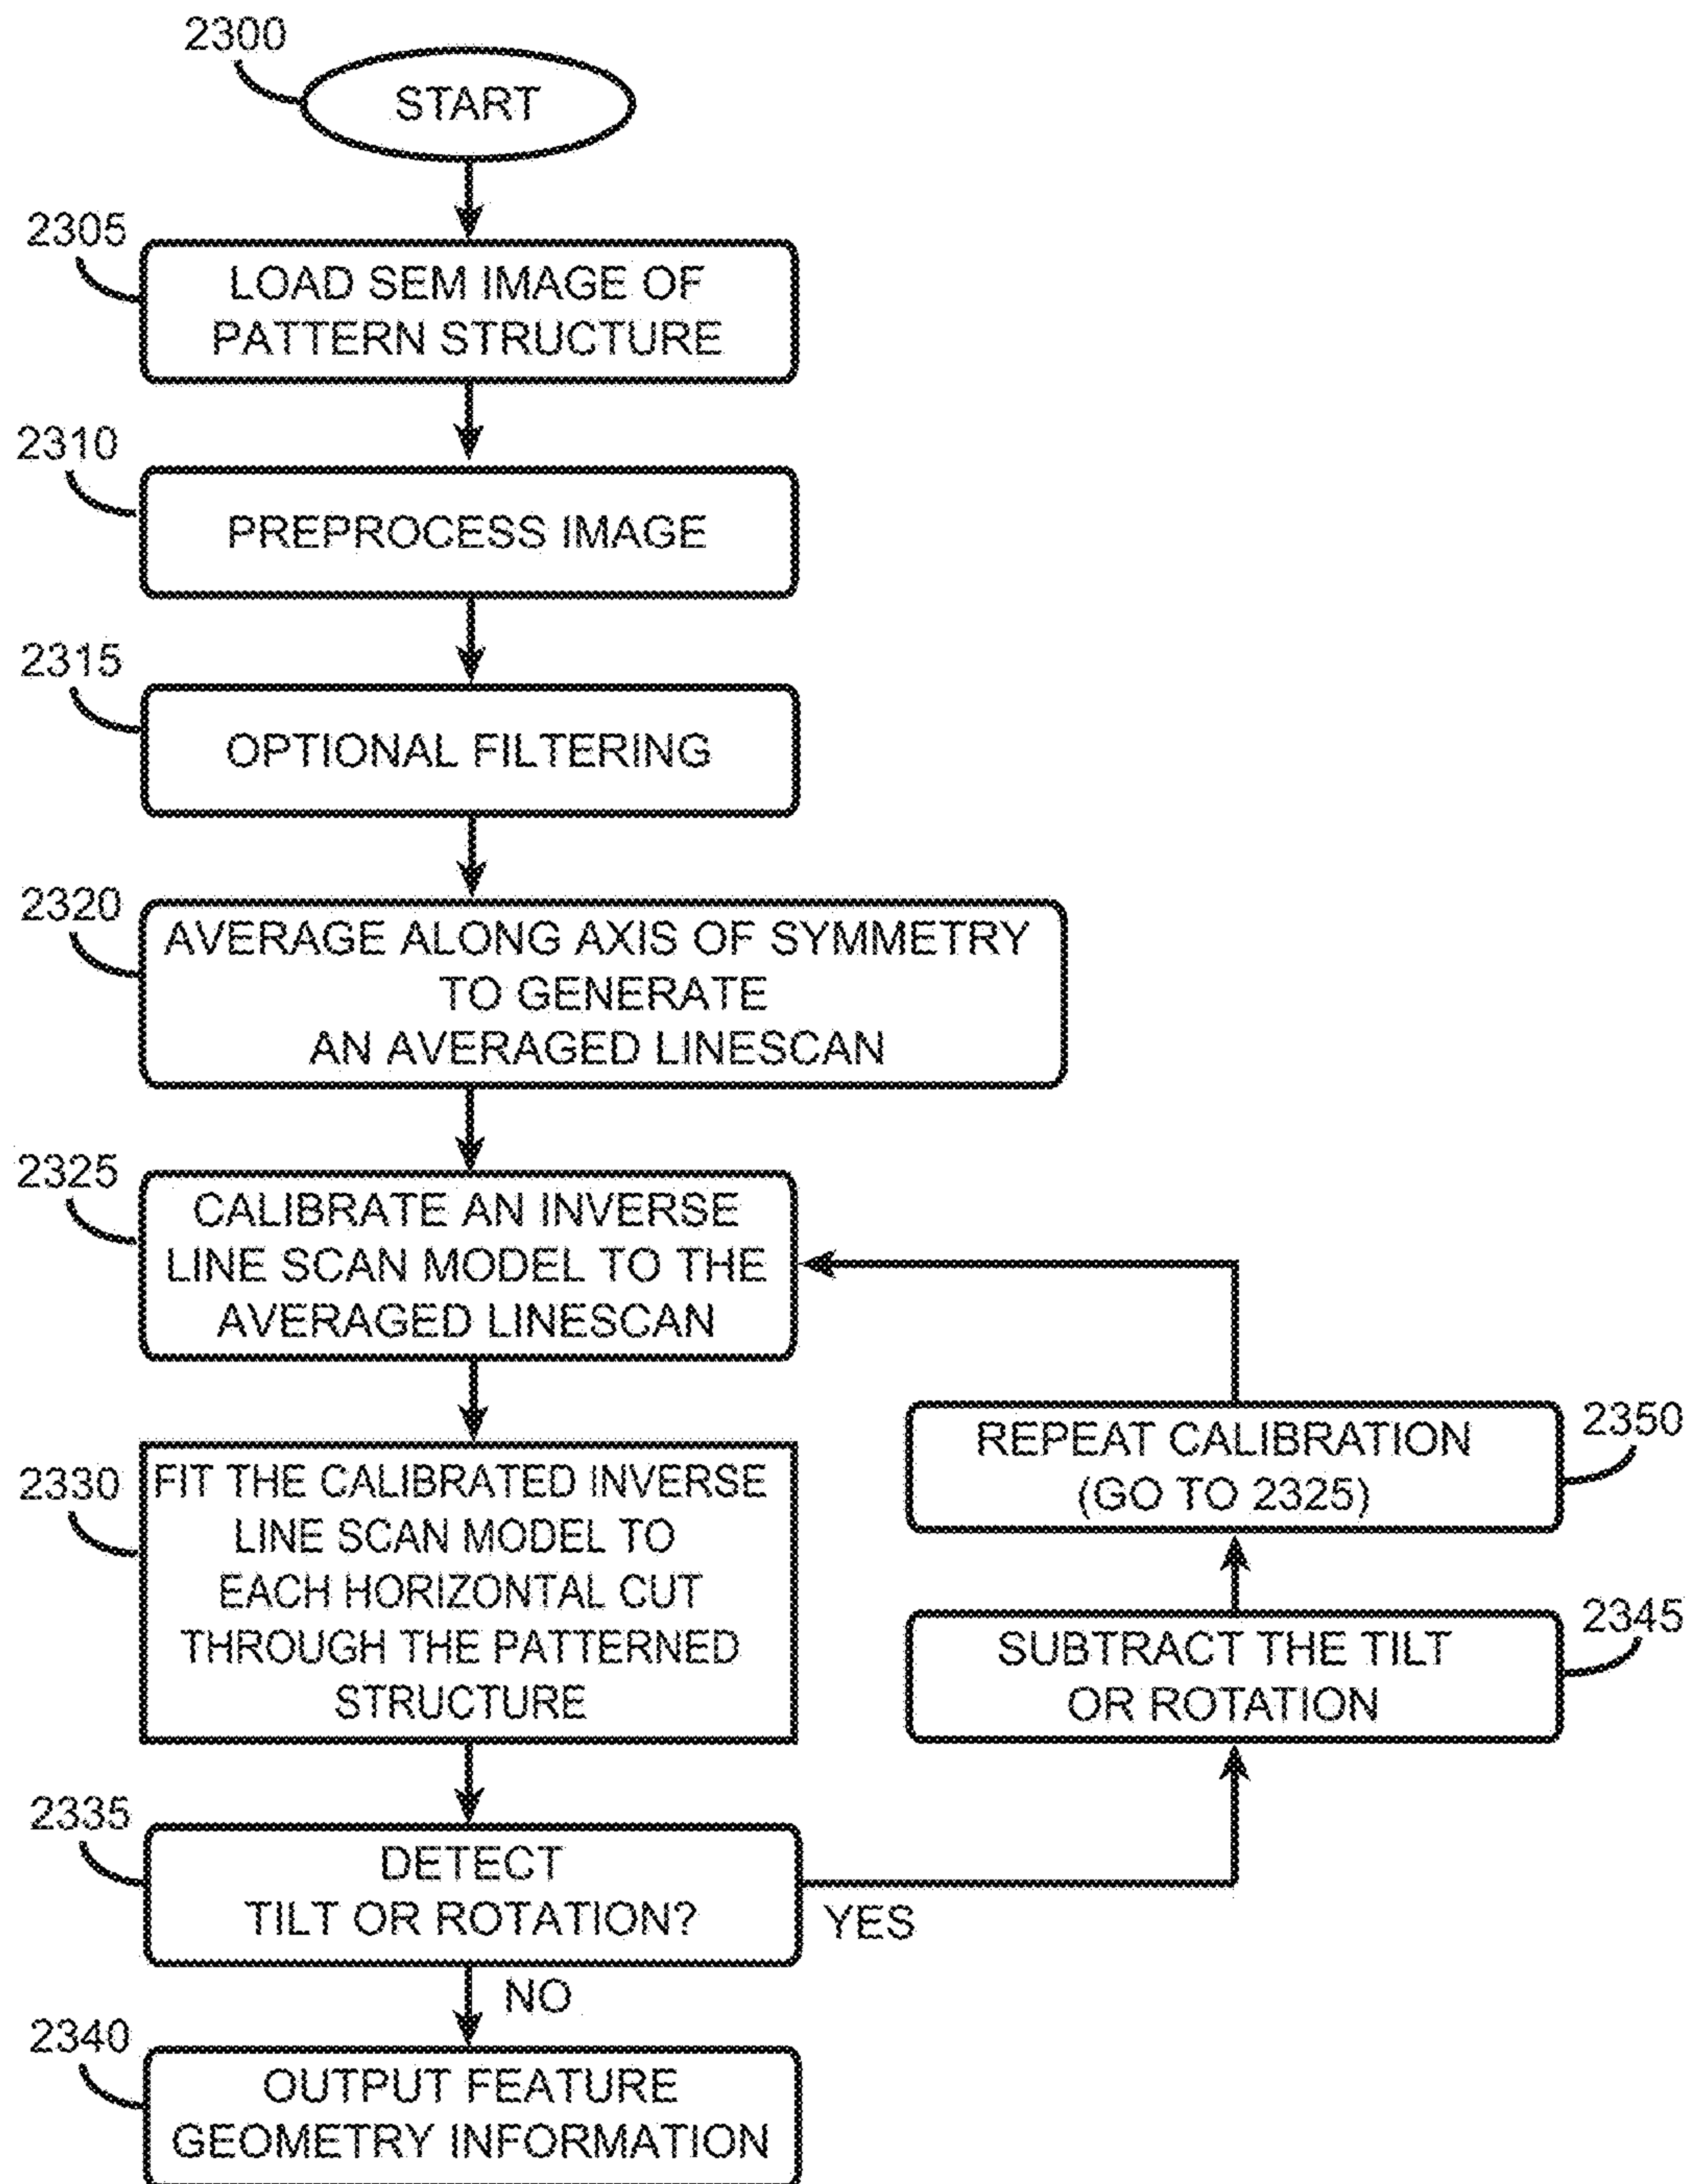 2300
START
2305
LOAD SEM IMAGE OF
PATTERN STRUCTURE
2310
PREPROCESS IMAGE
2315
OPTIONAL FILTERING
2320
AVERAGE ALONG AXIS OF SYMMETRY
TO GENERATE
AN AVERAGED LINESCAN
2325
CALIBRATE AN INVERSE
LINE SCAN MODEL TO THE
AVERAGED LINESCAN
2330
FIT THE CALIBRATED INVERSE
LINE SCAN MODEL TO
EACH HORIZONTAL CUT
THROUGH THE PATTERNED
STRUCTURE
2335
DETECT
TILT OR ROTATION?
YES
NO
2340
OUTPUT FEATURE
GEOMETRY INFORMATION
2345
SUBTRACT THE TILT
OR ROTATION
2350
REPEAT CALIBRATION
(GO TO 2325)